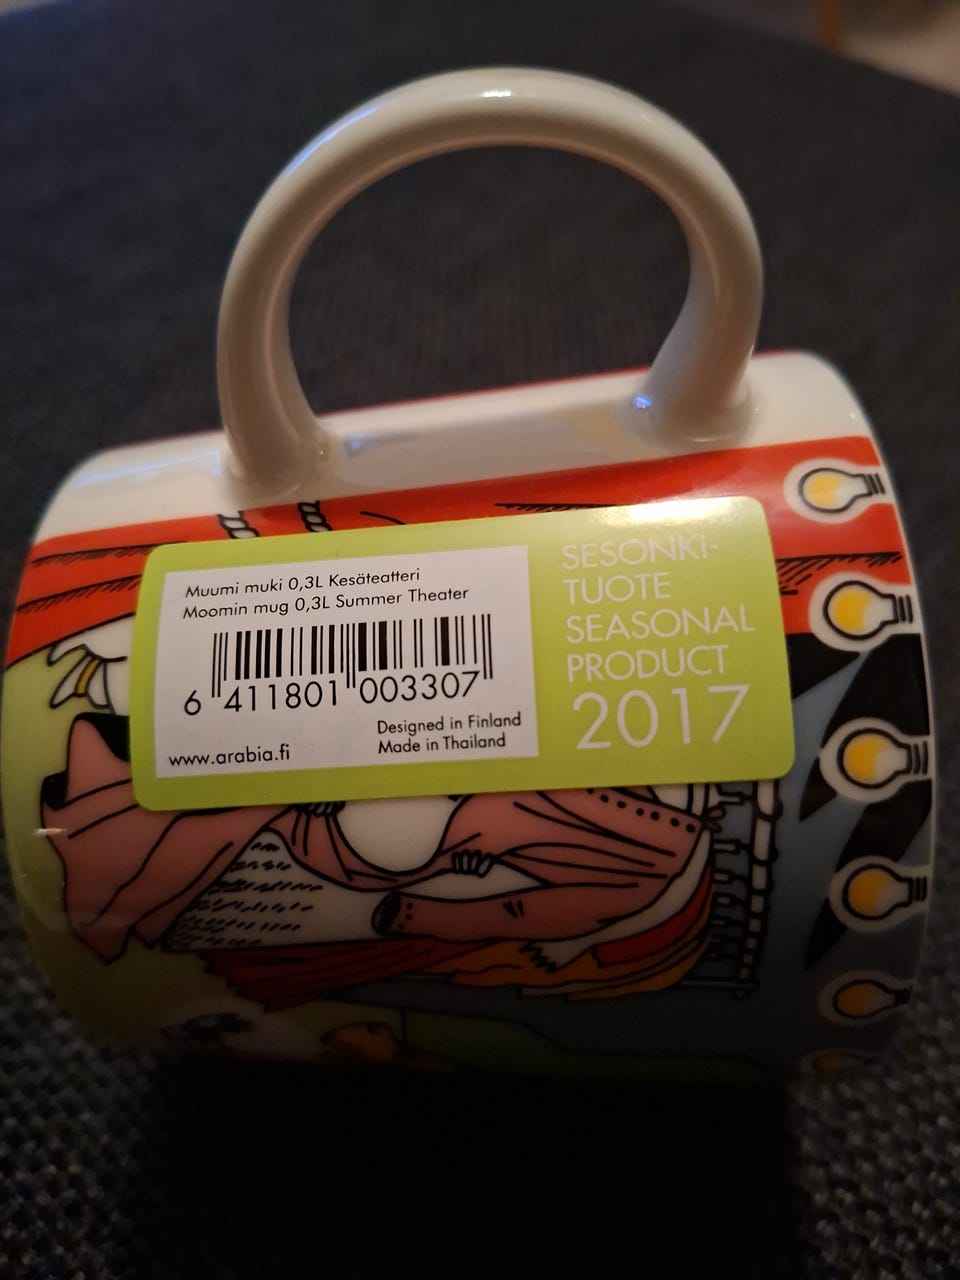 Muumi muki 0,3L Kesäteatteri
Moomin mug 0,3L Summer Theater
6 411801 003307
Designed in Finland
Made in Thailand
www.arabia.fi
SESONKI-
TUOTE
SEASONAL
PRODUCT
2017